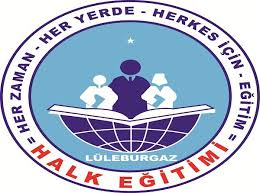 = HER ZAMAN - HER YERDE - HERKES İÇİN - EĞİTİM =
LÜLEBURGAZ
HALK EĞİTİMİ